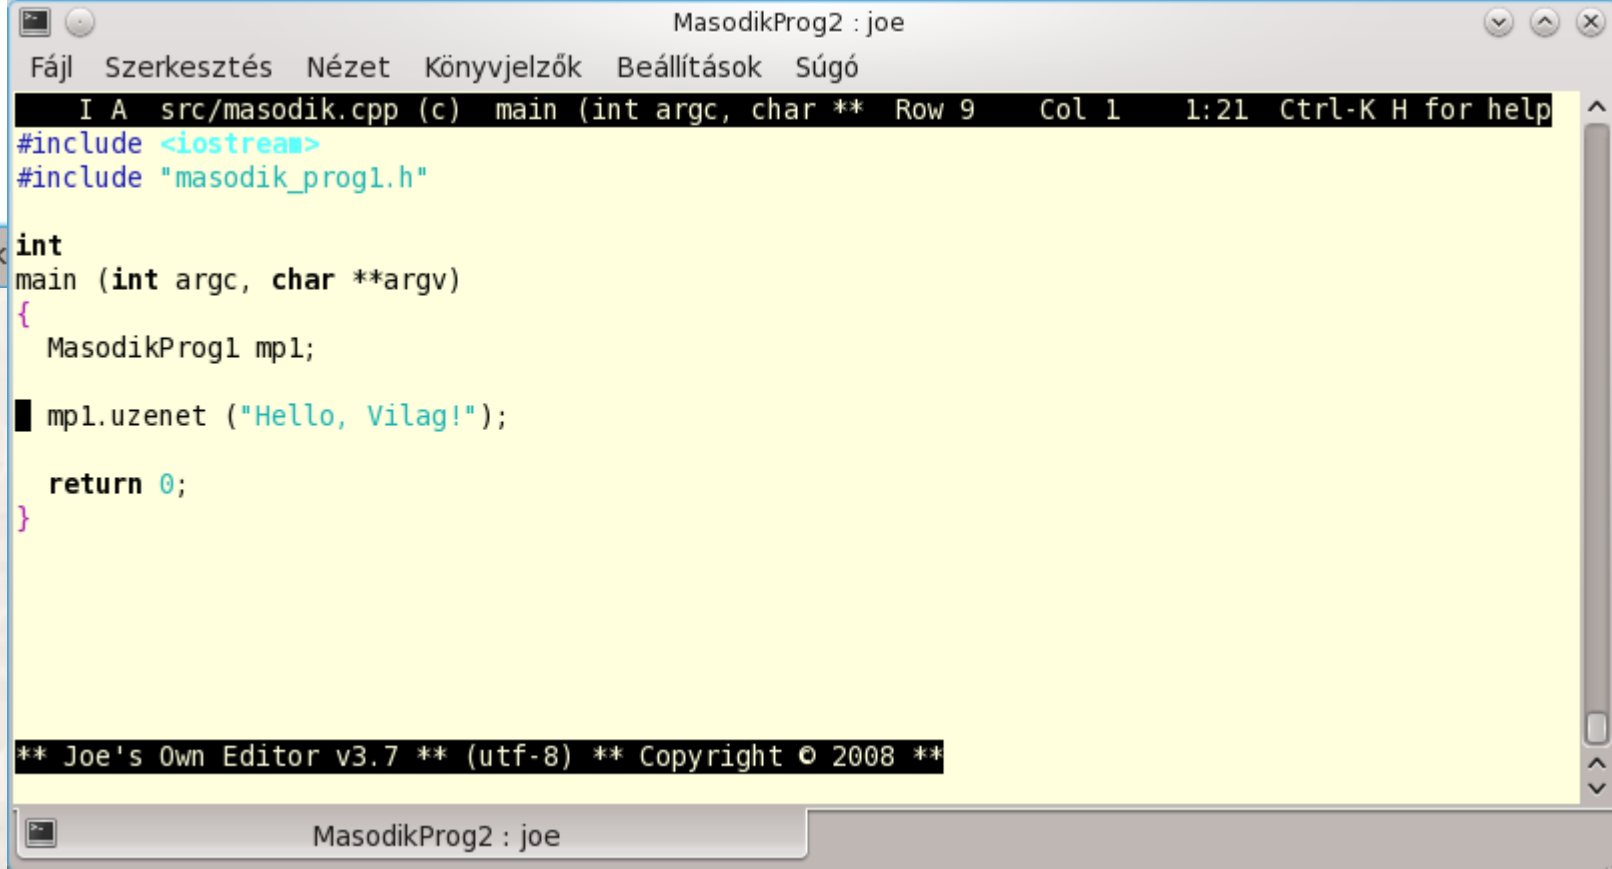 MasodikProg2 : joe
Fájl Szerkesztés Nézet Könyvjelzők Beállítások Súgó
I A src/masodik.cpp (c) main (int argc, char ** Row 9 Col 1 1:21 Ctrl-K H for help
#include <iostream>
#include "masodik_prog1.h"
int
main (int argc, char **argv)
{
MasodikProg1 mp1;
mp1.uzenet ("Hello, Vilag!");
return 0;
}
** Joe's Own Editor v3.7 ** (utf-8) ** Copyright © 2008 **
MasodikProg2 : joe